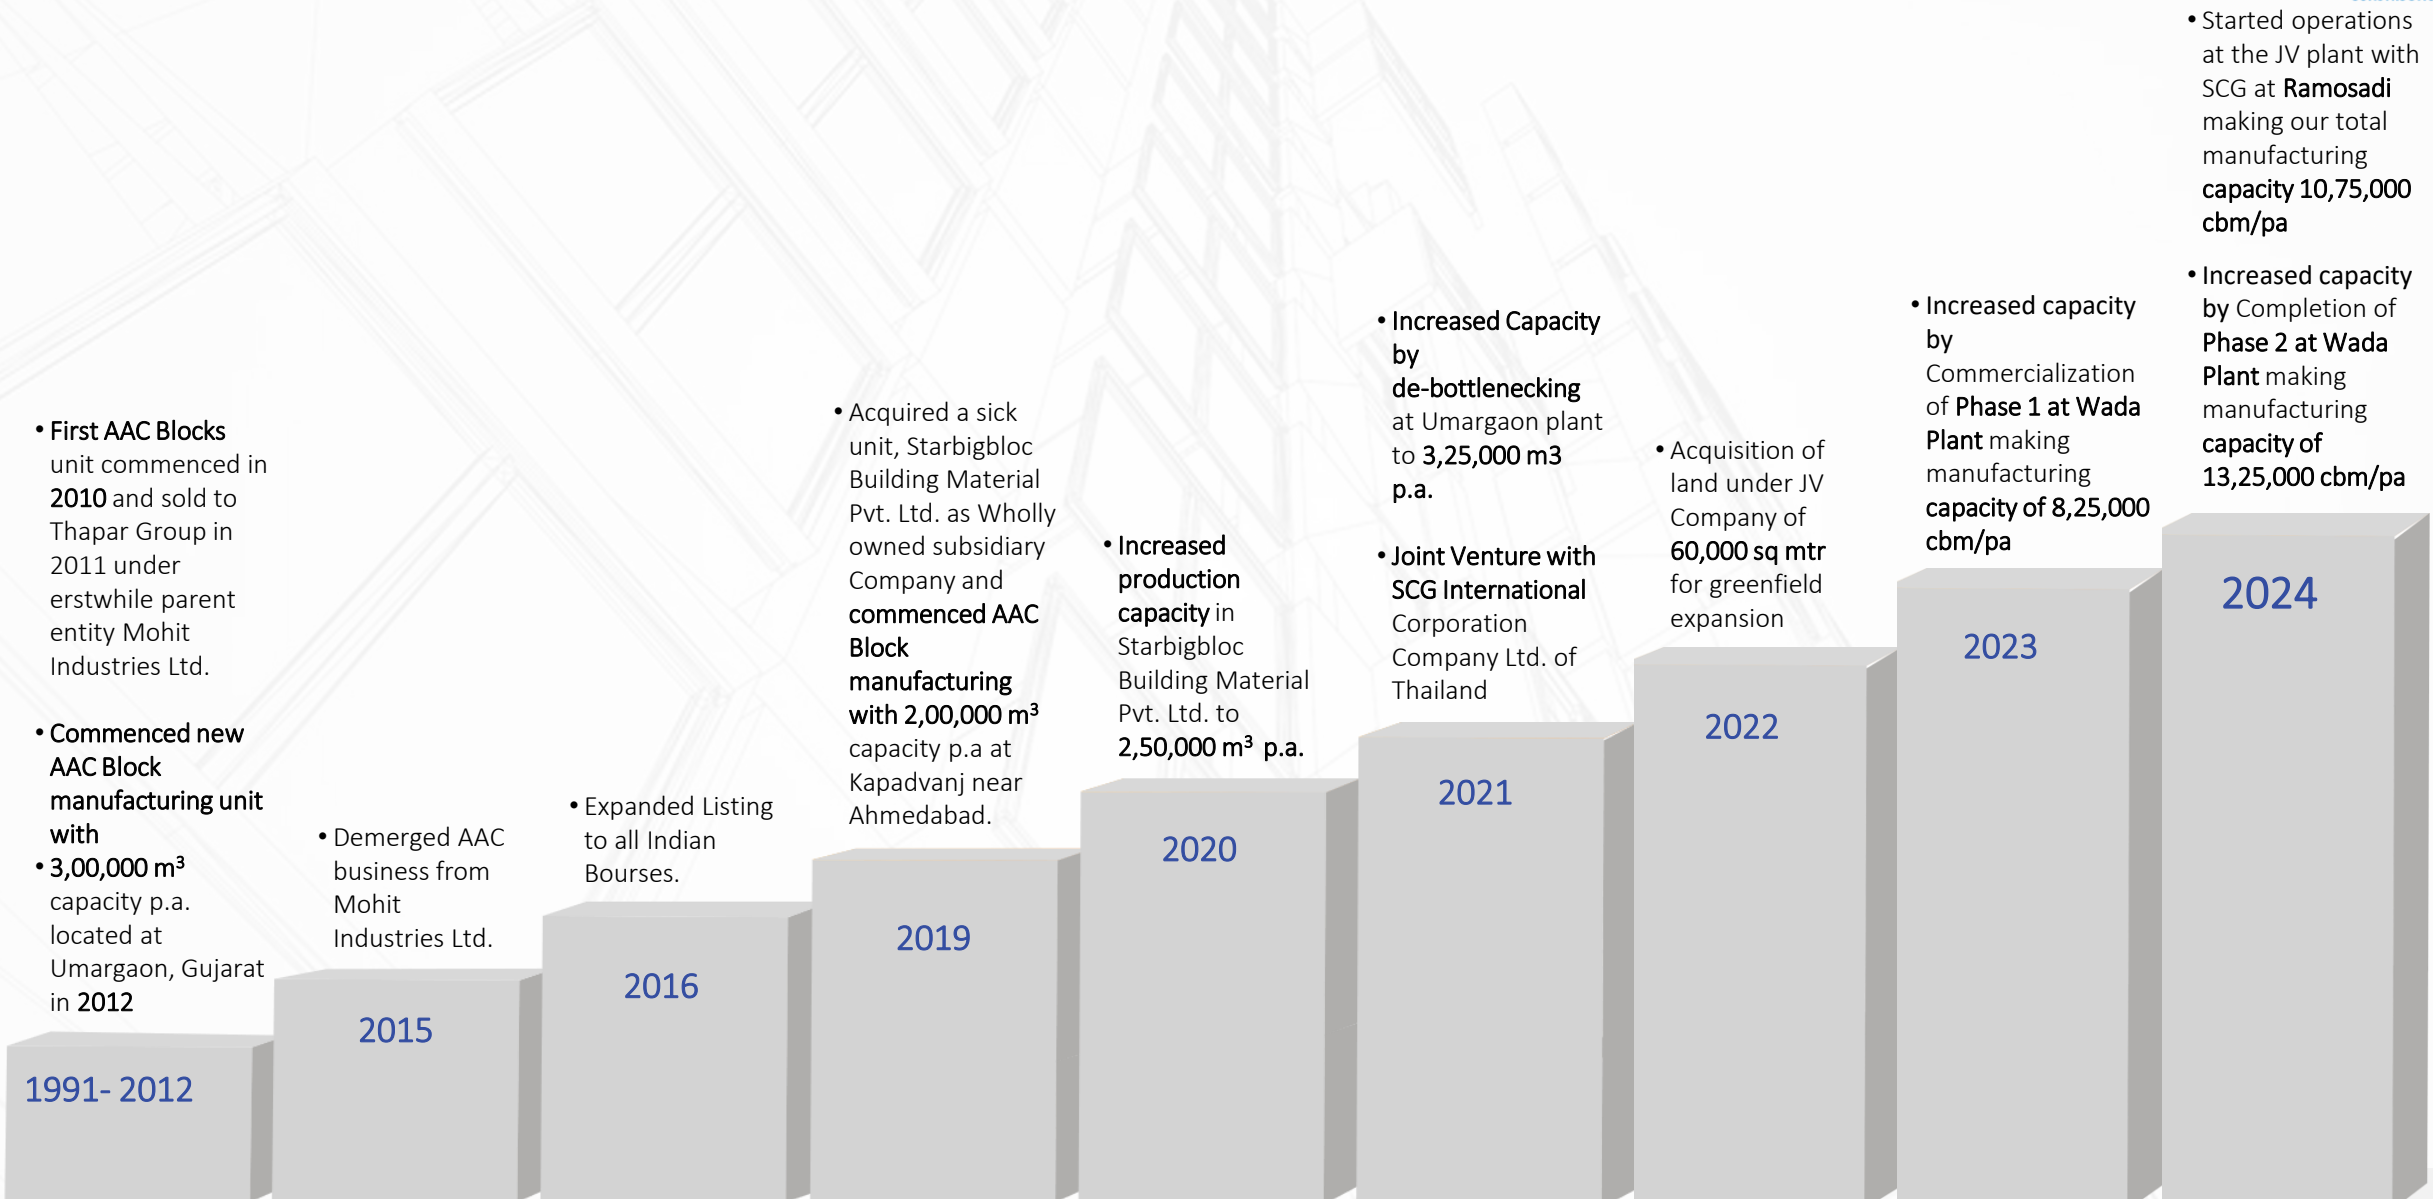 • First AAC Blocks
unit commenced in
2010 and sold to
Thapar Group in
2011 under
erstwhile parent
entity Mohit
Industries Ltd.
• Commenced new
AAC Block
manufacturing unit
with
• 3,00,000 m³
capacity p.a.
located at
Umargaon, Gujarat
in 2012
1991- 2012
• Demerged AAC
business from
Mohit
Industries Ltd.
2015
• Expanded Listing
to all Indian
Bourses.
2016
• Acquired a sick
unit, Starbigbloc
Building Material
Pvt. Ltd. as Wholly
owned subsidiary
Company and
commenced AAC
Block
manufacturing
with 2,00,000 m³
capacity p.a at
Kapadvanj near
Ahmedabad.
2019
• Increased
production
capacity in
Starbigbloc
Building Material
Pvt. Ltd. to
2,50,000 m³ p.a.
2020
• Increased Capacity
by
de-bottlenecking
at Umargaon plant
to 3,25,000 m3
p.a.
• Joint Venture with
SCG International
Corporation
Company Ltd. of
Thailand
2021
• Acquisition of
land under JV
Company of
60,000 sq mtr
for greenfield
expansion
2022
• Increased capacity
by
Commercialization
of Phase 1 at Wada
Plant making
manufacturing
capacity of 8,25,000
cbm/pa
2023
• Started operations
at the JV plant with
SCG at Ramosadi
making our total
manufacturing
capacity 10,75,000
cbm/pa
• Increased capacity
by Completion of
Phase 2 at Wada
Plant making
manufacturing
capacity of
13,25,000 cbm/pa
2024